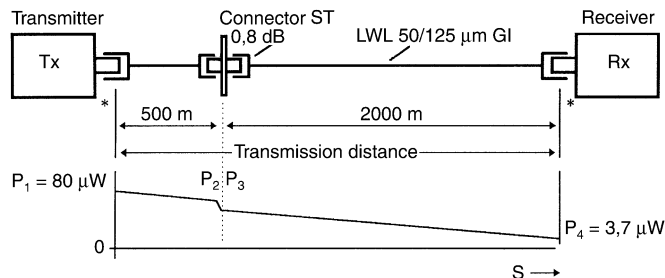 Transmitter
Connector ST
Receiver
0,8 dB
LWL 50/125 µm GI
Tx
Rx
*
*
500 m
2000 m
Transmission distance
P1 = 80 µW
P2
P3
P4 = 3,7 µW
0
S